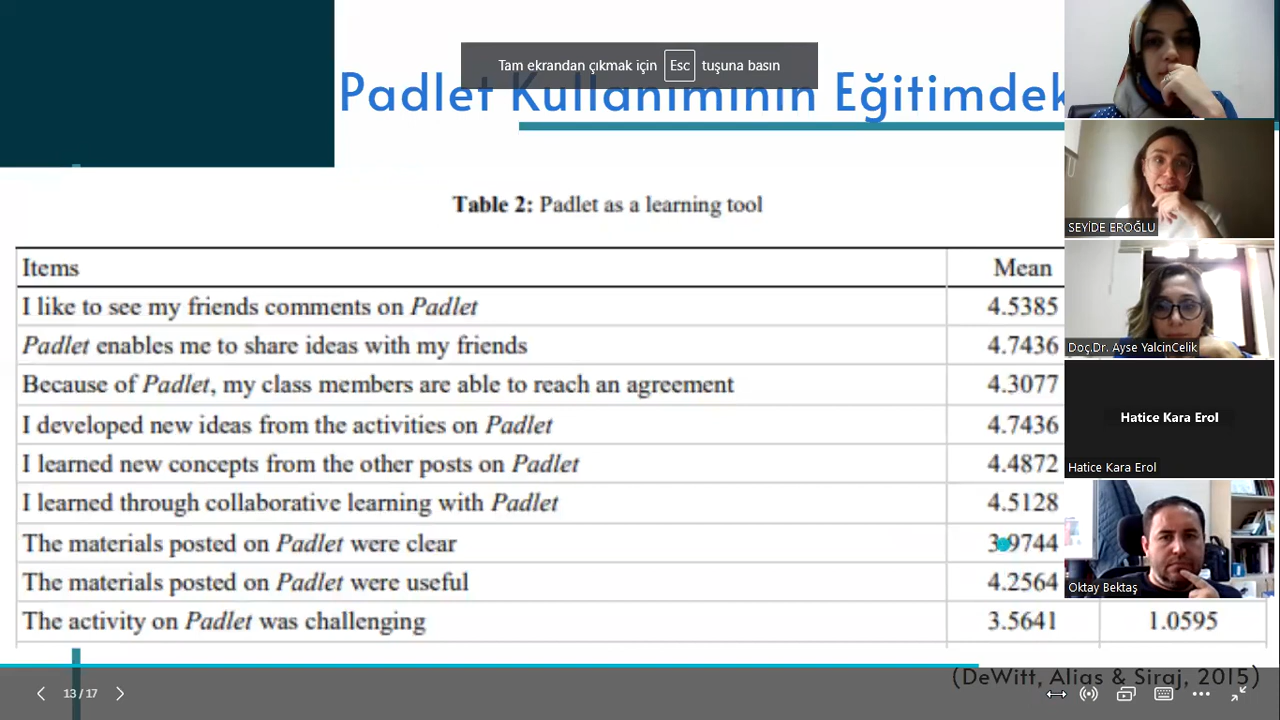 Tam ekrandan çıkmak için Esc tuşuna basın
Padlet Kullanımının Eğitimdek
Table 2: Padlet as a learning tool
Items Mean
I like to see my friends comments on Padlet 4.5385
Padlet enables me to share ideas with my friends 4.7436
Because of Padlet, my class members are able to reach an agreement 4.3077
I developed new ideas from the activities on Padlet 4.7436
I learned new concepts from the other posts on Padlet 4.4872
I learned through collaborative learning with Padlet 4.5128
The materials posted on Padlet were clear 3.9744
The materials posted on Padlet were useful 4.2564
The activity on Padlet was challenging 3.5641 1.0595
(DeWitt, Alias & Siraj, 2015)
13 / 17
SEYİDE EROĞLU
Doç.Dr. Ayse YalcinCelik
Hatice Kara Erol
Hatice Kara Erol
Oktay Bektaş